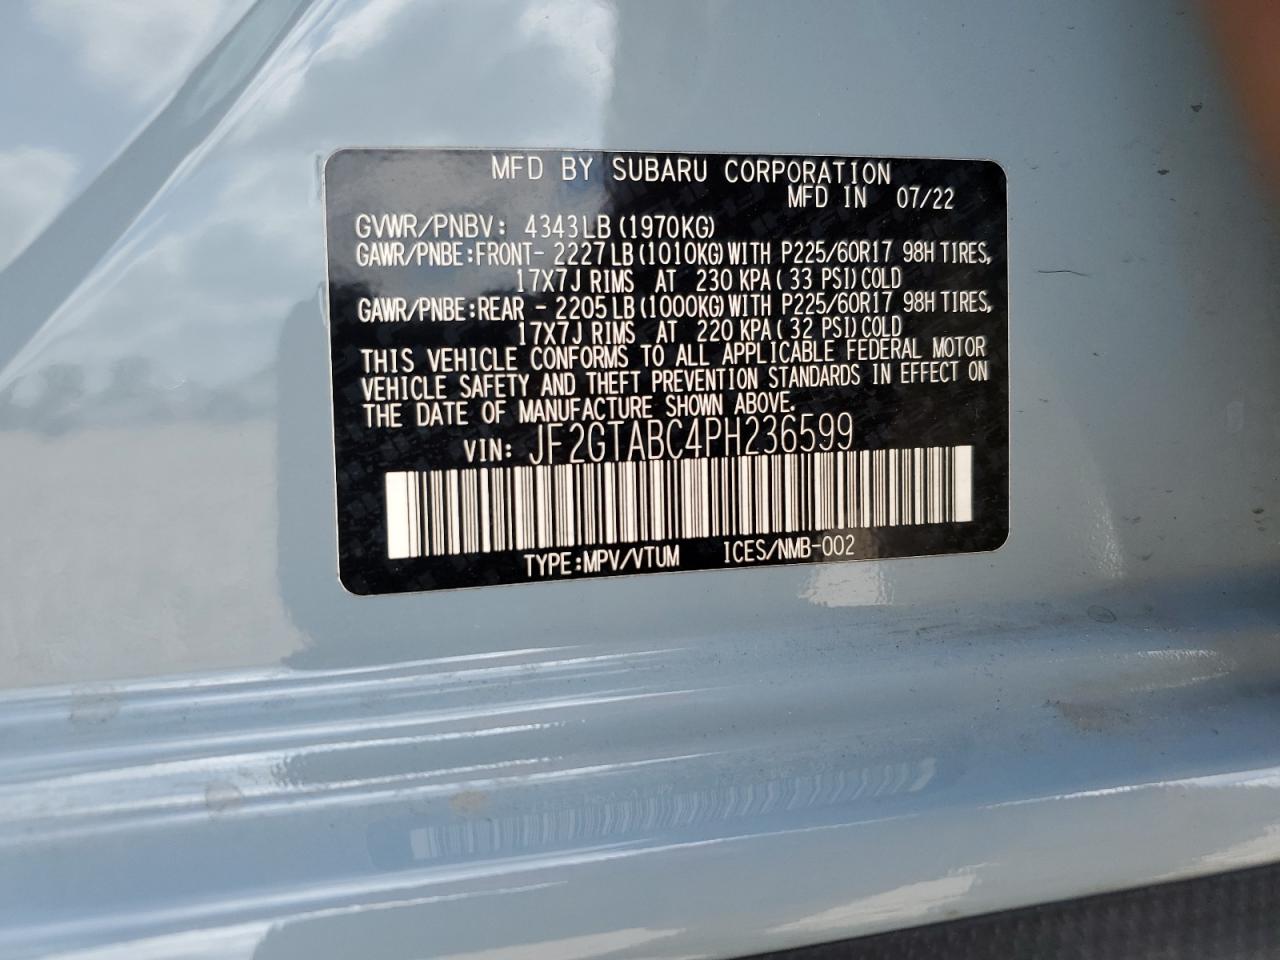 MFD BY SUBARU CORPORATION
MFD IN 07/22
GVWR/PNBV: 4343LB (1970KG)
GAWR/PNBE:FRONT- 2227LB (1010KG) WITH P225/60R17 98H TIRES,
17X7J RIMS AT 230 KPA( 33 PSI)COLD
GAWR/PNBE:REAR - 2205LB (1000KG) WITH P225/60R17 98H TIRES,
17X7J RIMS AT 220 KPA( 32 PSI)COLD
THIS VEHICLE CONFORMS TO ALL APPLICABLE FEDERAL MOTOR
VEHICLE SAFETY AND THEFT PREVENTION STANDARDS IN EFFECT ON
THE DATE OF MANUFACTURE SHOWN ABOVE.
VIN: JF2GTABC4PH236599
TYPE:MPV/VTUM ICES/NMB-002